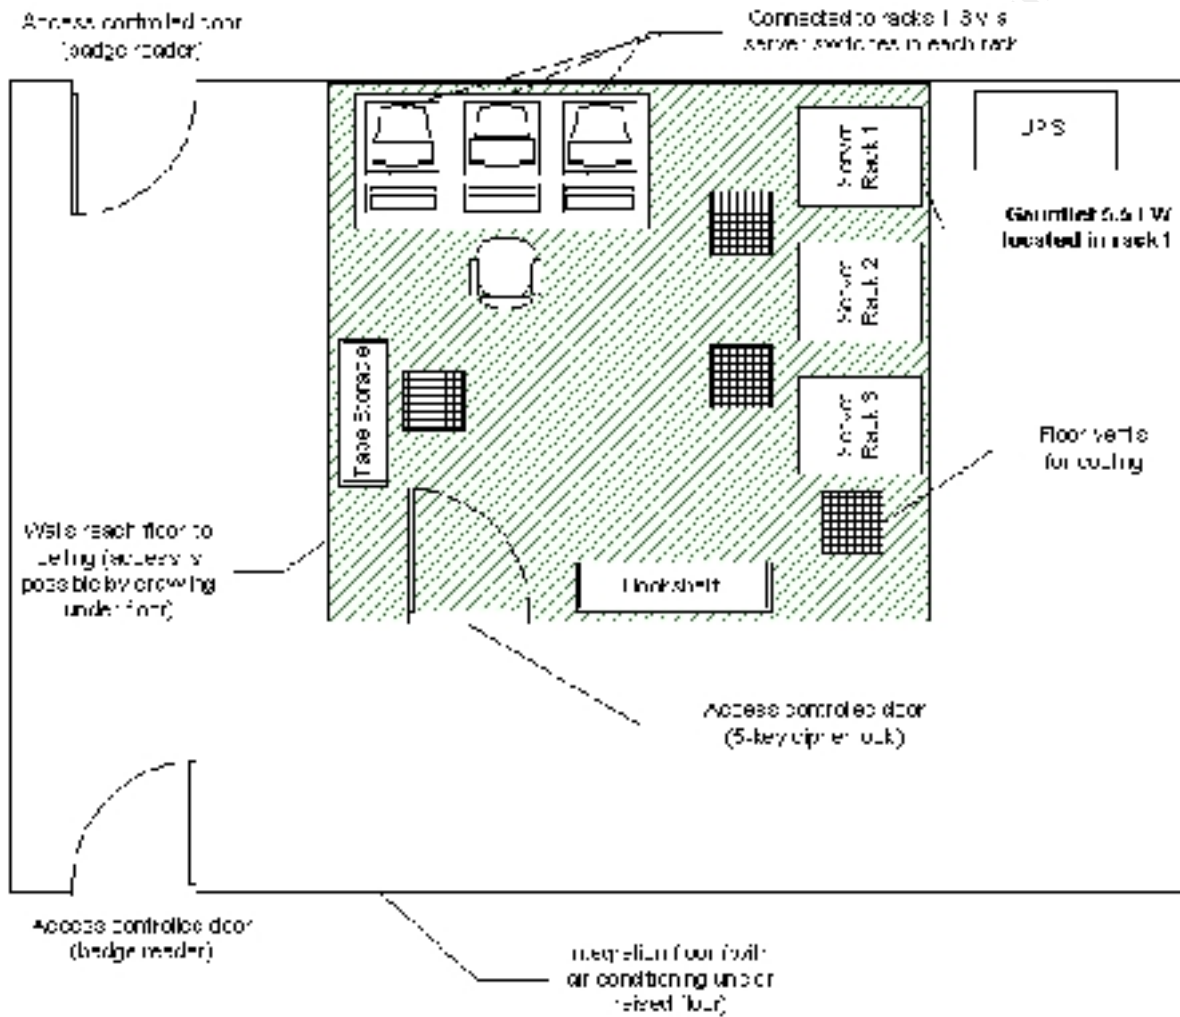 Access controlled door
(badge reader)
Connected to racks 1-3 via
server switches in each rack
UPS
Server
Rack 1
Gauntlet 5.5 FW
located in rack 1
Server
Rack 2
Server
Rack 3
Tape Storage
Floor vents
for cooling
Walls reach floor to
ceiling (access is
possible by crawling
under floor)
Bookshelf
Access controlled door
(5-key cipher lock)
Access controlled door
(badge reader)
Integration floor (with
air conditioning under
raised floor)